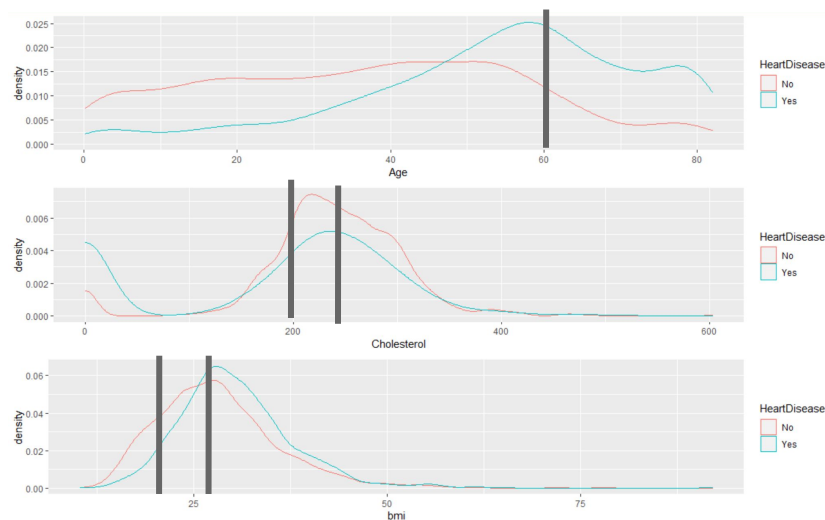 0.025
0.020
0.015
0.010
0.005
0.000
density
0
20
40
60
80
Age
HeartDisease
No
Yes
0.006
0.004
0.002
0.000
density
0
200
400
600
Cholesterol
HeartDisease
No
Yes
0.06
0.04
0.02
0.00
density
25
50
75
bmi
HeartDisease
No
Yes